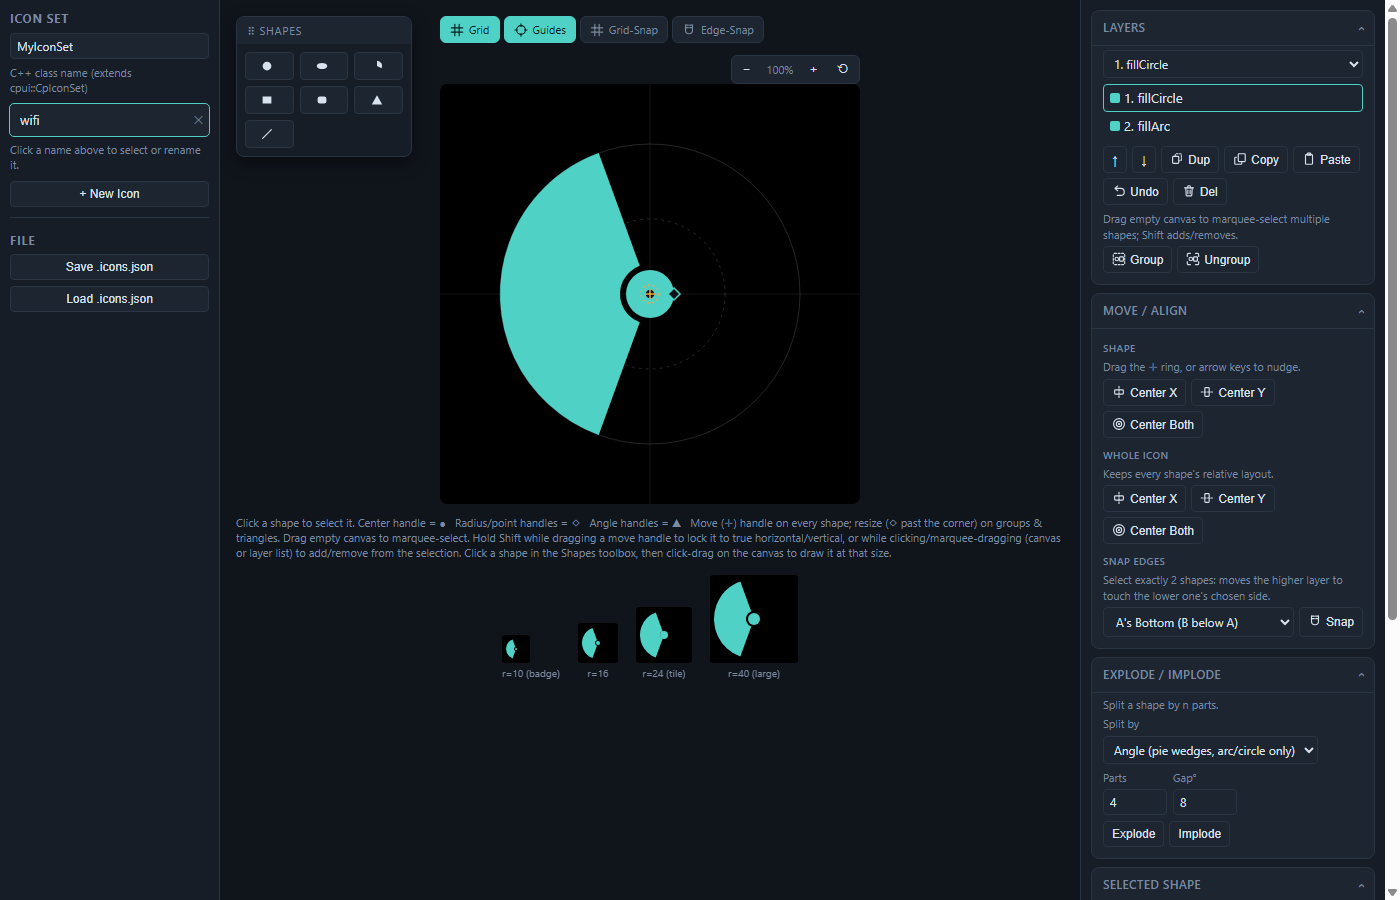 ICON SET
MyIconSet
C++ class name (extends
cpui::CpIconSet)
wifi
Click a name above to select or rename
it.
+ New Icon
FILE
Save .icons.json
Load .icons.json
SHAPES
Grid
Guides
Grid-Snap
Edge-Snap
− 100% +
Click a shape to select it. Center handle = ● Radius/point handles = ◇ Angle handles = ▲ Move (✛) handle on every shape; resize (◇ past the corner) on groups &
triangles. Drag empty canvas to marquee-select. Hold Shift while dragging a move handle to lock it to true horizontal/vertical, or while clicking/marquee-dragging (canvas
or layer list) to add/remove from the selection. Click a shape in the Shapes toolbox, then click-drag on the canvas to draw it at that size.
r=10 (badge)
r=16
r=24 (tile)
r=40 (large)
LAYERS
1. fillCircle
1. fillCircle
2. fillArc
↑ ↓ Dup Copy Paste
Undo Del
Drag empty canvas to marquee-select multiple
shapes; Shift adds/removes.
Group Ungroup
MOVE / ALIGN
SHAPE
Drag the ✛ ring, or arrow keys to nudge.
Center X Center Y
Center Both
WHOLE ICON
Keeps every shape's relative layout.
Center X Center Y
Center Both
SNAP EDGES
Select exactly 2 shapes: moves the higher layer to
touch the lower one's chosen side.
A's Bottom (B below A) Snap
EXPLODE / IMPLODE
Split a shape by n parts.
Split by
Angle (pie wedges, arc/circle only)
Parts Gap°
4 8
Explode Implode
SELECTED SHAPE